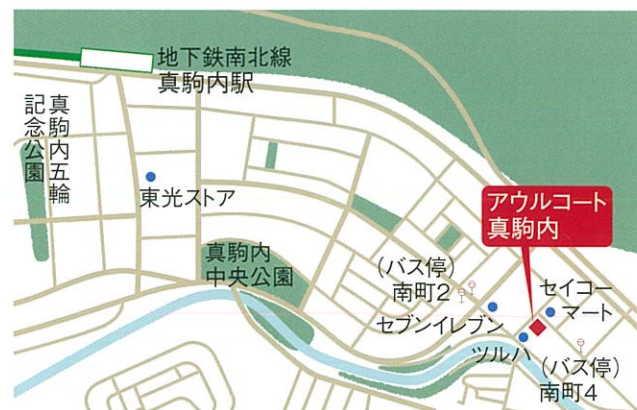 地下鉄南北線
真駒内駅
真駒内五輪
記念公園
東光ストア
真駒内
中央公園
アウルコート
真駒内
(バス停)
南町2
セブンイレブン
セイコー
マート
ツルハ
(バス停)
南町4